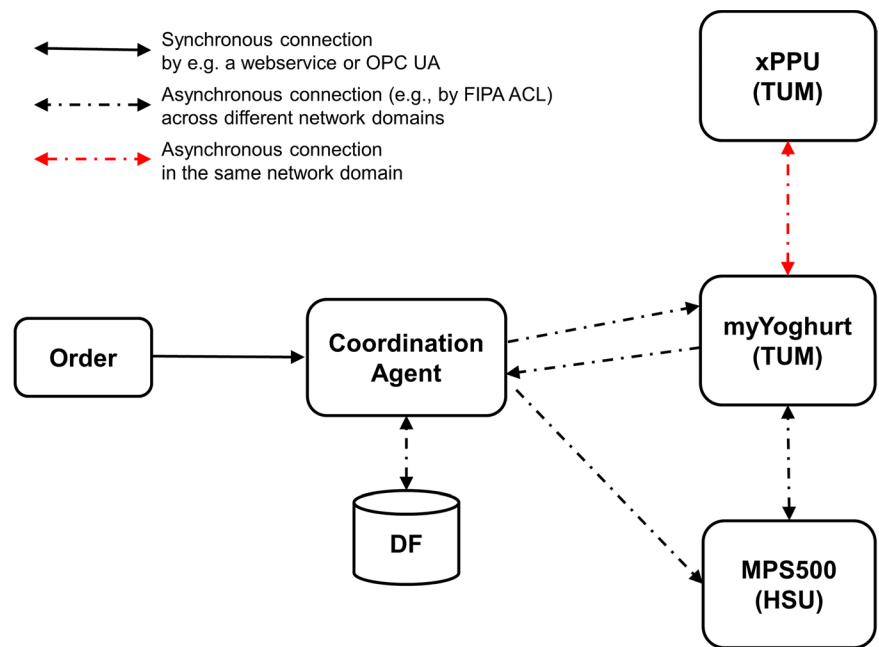 Synchronous connection
by e.g. a webservice or OPC UA
Asynchronous connection (e.g., by FIPA ACL)
across different network domains
Asynchronous connection
in the same network domain
xPPU
(TUM)
Order
Coordination
Agent
myYoghurt
(TUM)
DF
MPS500
(HSU)